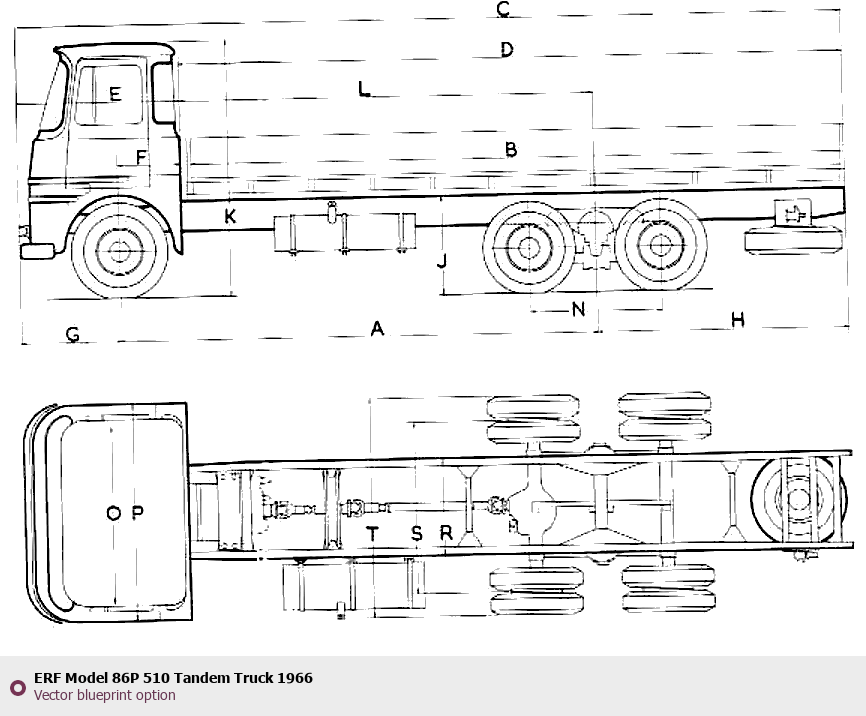 C
D
L
E
B
F
K
J
N
H
A
G
O P
T S R
ERF Model 86P 510 Tandem Truck 1966
Vector blueprint option